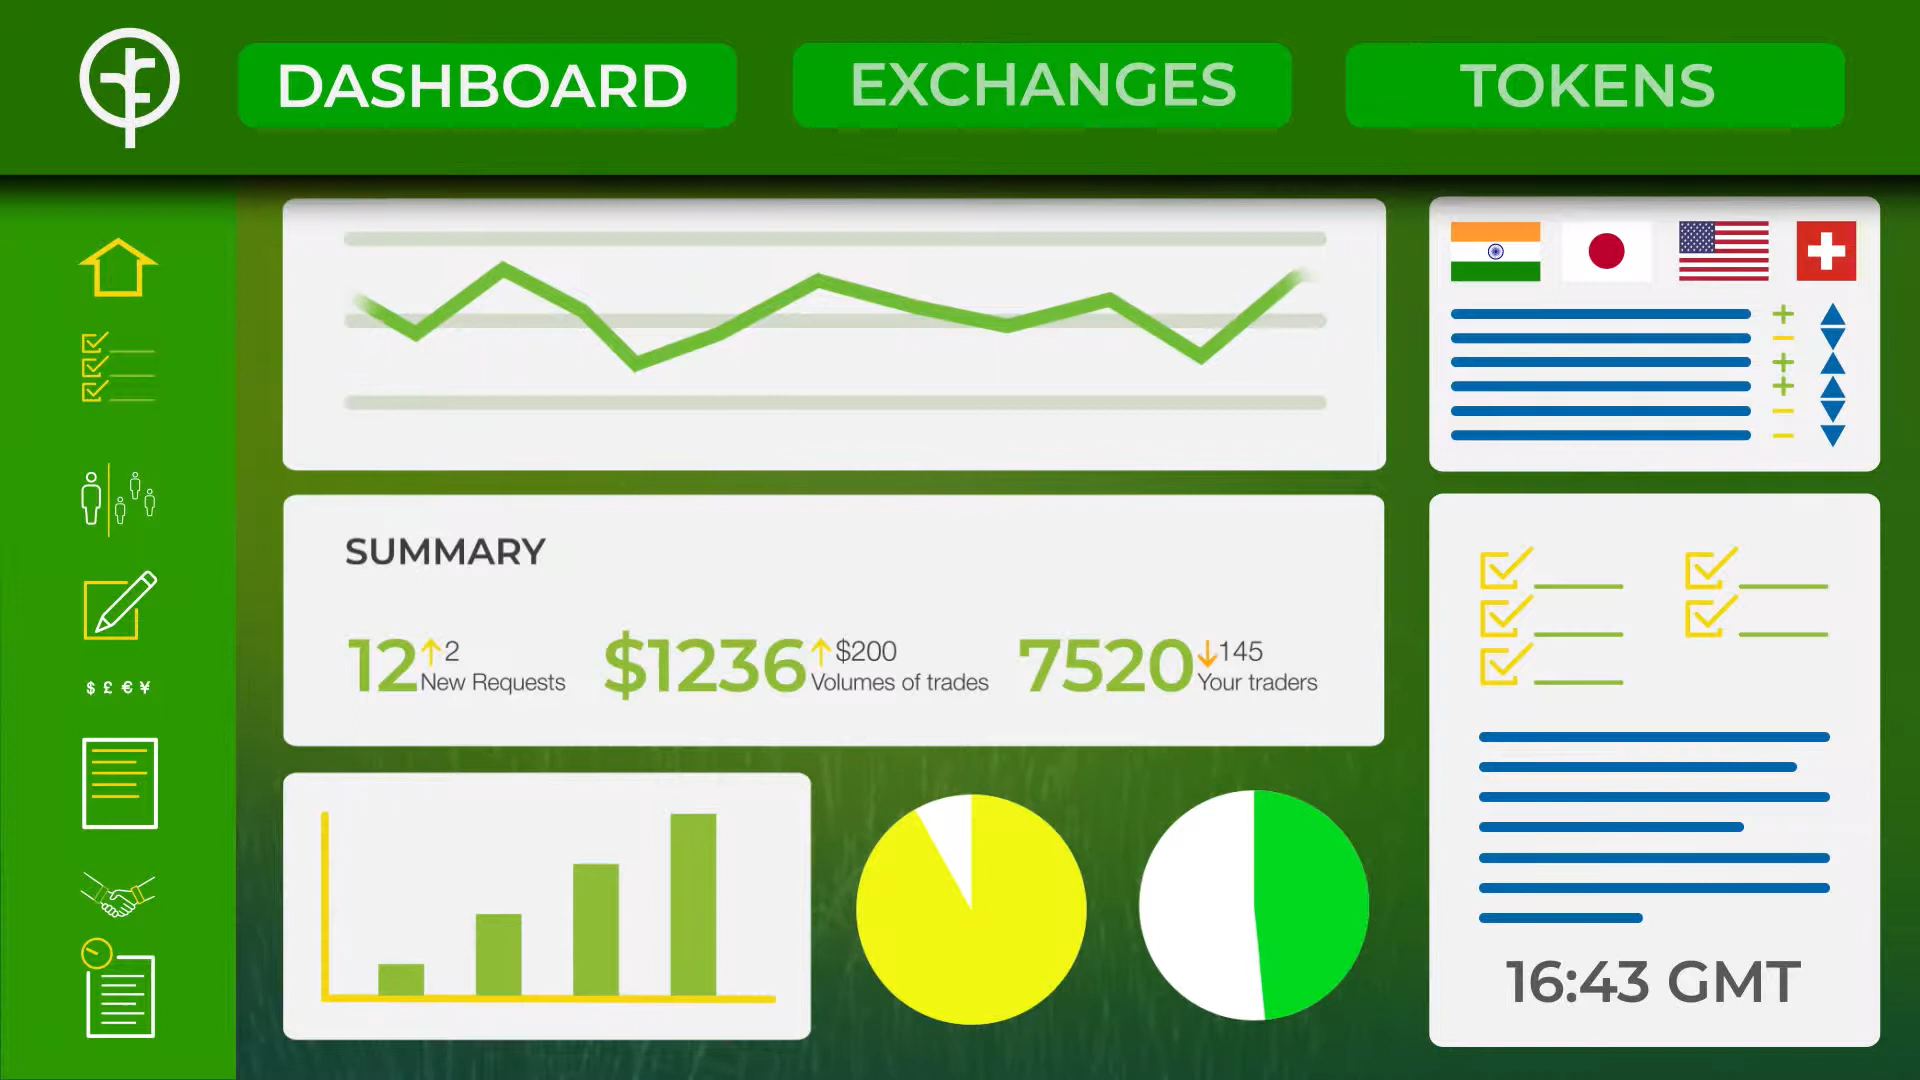 DASHBOARD
EXCHANGES
TOKENS
SUMMARY
12 2
New Requests
$1236 $200
Volumes of trades
7520 145
Your traders
$ £ € ¥
16:43 GMT